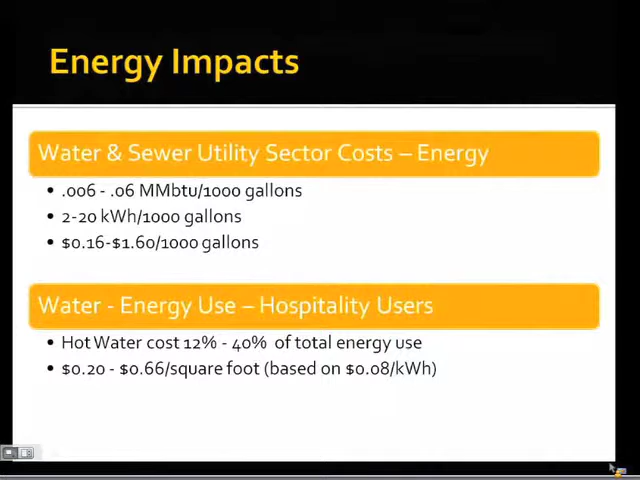 Energy Impacts
Water & Sewer Utility Sector Costs – Energy
• .006 - .06 MMbtu/1000 gallons
• 2-20 kWh/1000 gallons
• $0.16-$1.60/1000 gallons
Water - Energy Use – Hospitality Users
• Hot Water cost 12% - 40% of total energy use
• $0.20 - $0.66/square foot (based on $0.08/kWh)